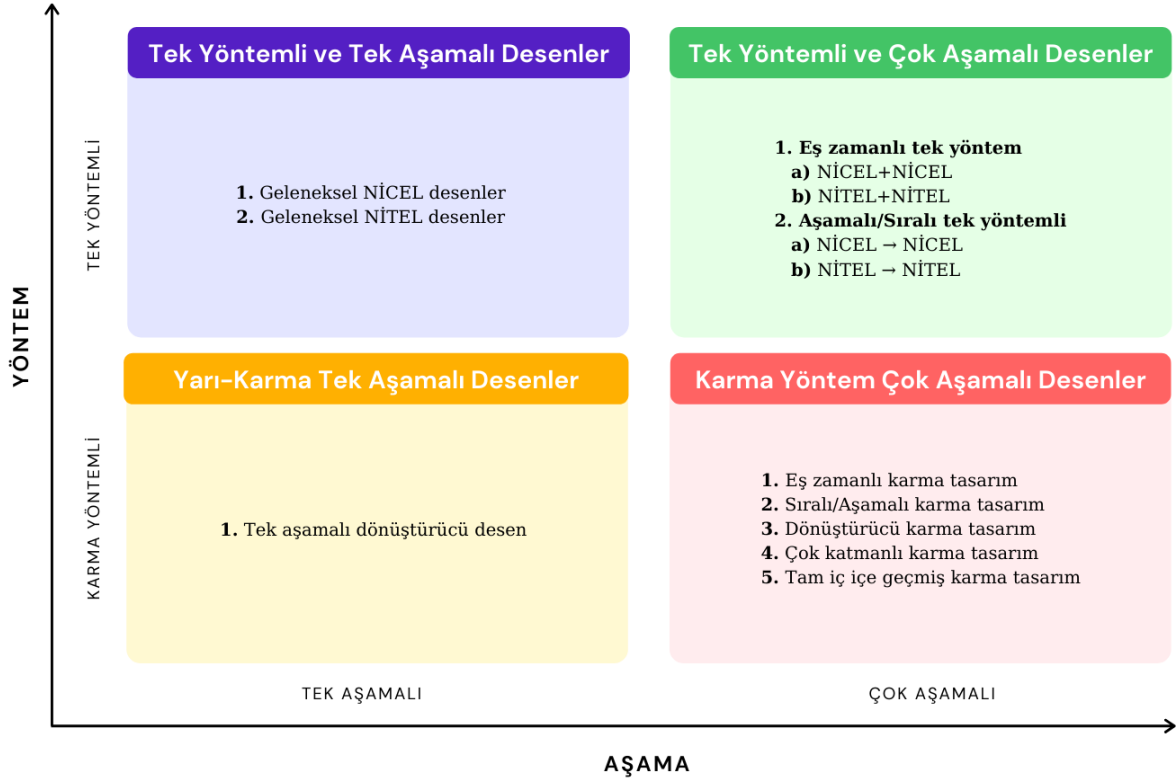 Tek Yöntemli ve Tek Aşamalı Desenler
1. Geleneksel NİCEL desenler
2. Geleneksel NİTEL desenler
Tek Yöntemli ve Çok Aşamalı Desenler
1. Eş zamanlı tek yöntem
a) NİCEL+NİCEL
b) NİTEL+NİTEL
2. Aşamalı/Sıralı tek yöntemli
a) NİCEL → NİCEL
b) NİTEL → NİTEL
TEK YÖNTEMLİ
YÖNTEM
Yarı-Karma Tek Aşamalı Desenler
1. Tek aşamalı dönüştürücü desen
Karma Yöntem Çok Aşamalı Desenler
1. Eş zamanlı karma tasarım
2. Sıralı/Aşamalı karma tasarım
3. Dönüştürücü karma tasarım
4. Çok katmanlı karma tasarım
5. Tam iç içe geçmiş karma tasarım
KARMA YÖNTEMLİ
TEK AŞAMALI
ÇOK AŞAMALI
AŞAMA